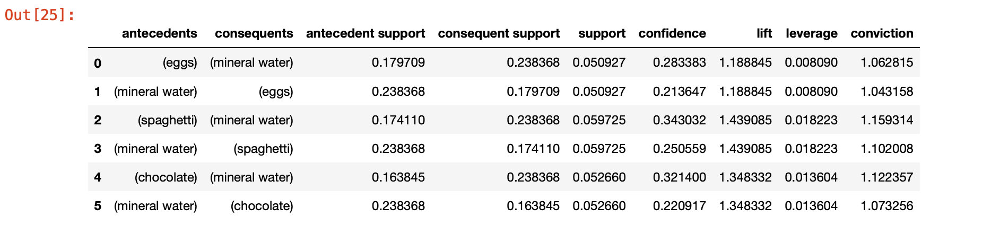 Out[25]:
antecedents consequents antecedent support consequent support support confidence lift leverage conviction
0 (eggs) (mineral water) 0.179709 0.238368 0.050927 0.283383 1.188845 0.008090 1.062815
1 (mineral water) (eggs) 0.238368 0.179709 0.050927 0.213647 1.188845 0.008090 1.043158
2 (spaghetti) (mineral water) 0.174110 0.238368 0.059725 0.343032 1.439085 0.018223 1.159314
3 (mineral water) (spaghetti) 0.238368 0.174110 0.059725 0.250559 1.439085 0.018223 1.102008
4 (chocolate) (mineral water) 0.163845 0.238368 0.052660 0.321400 1.348332 0.013604 1.122357
5 (mineral water) (chocolate) 0.238368 0.163845 0.052660 0.220917 1.348332 0.013604 1.073256